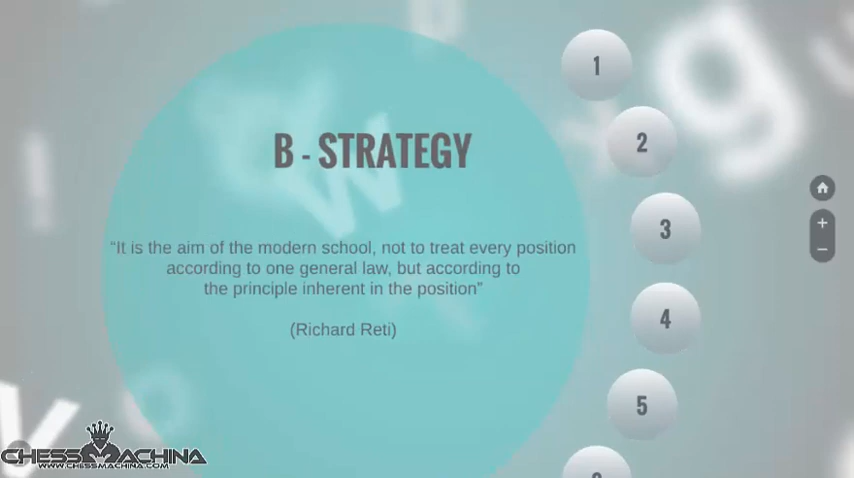 B - STRATEGY
“It is the aim of the modern school, not to treat every position
according to one general law, but according to
the principle inherent in the position”
(Richard Reti)
1
2
3
4
5
CHESSMACHINA
WWW.CHESSMACHINA.COM